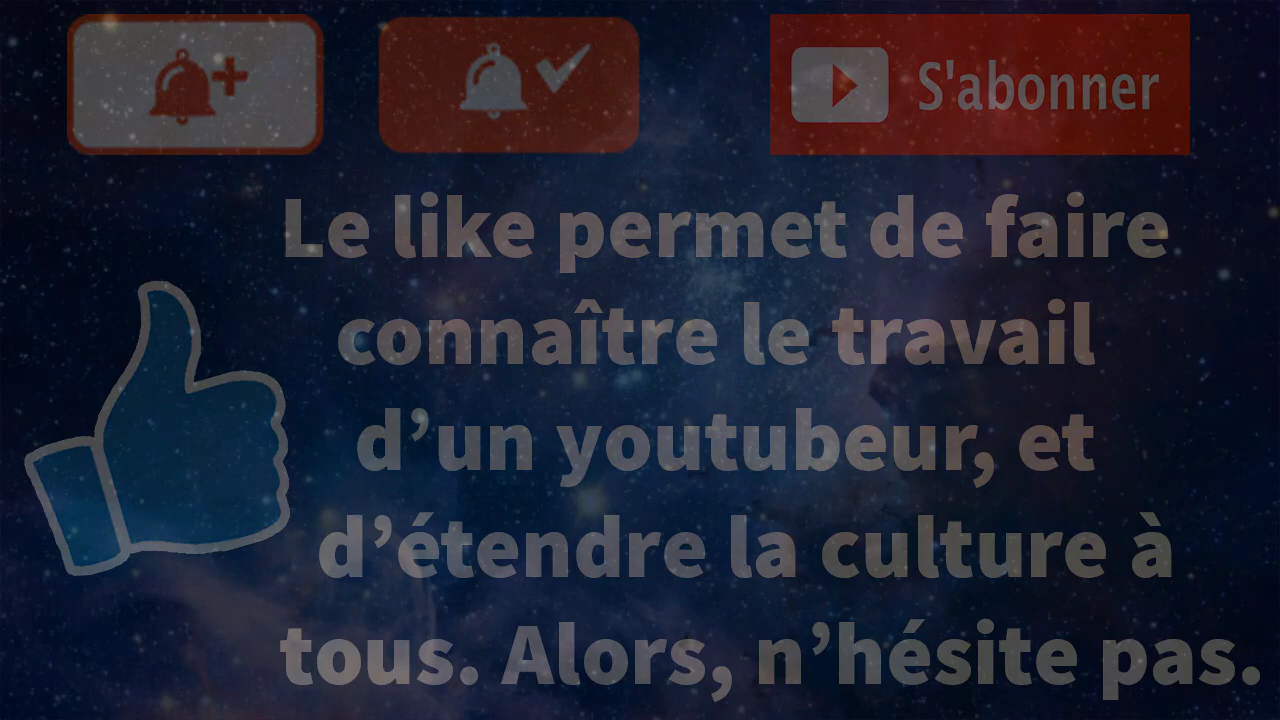 S'abonner
Le like permet de faire
connaître le travail
d’un youtubeur, et
d’étendre la culture à
tous. Alors, n’hésite pas.